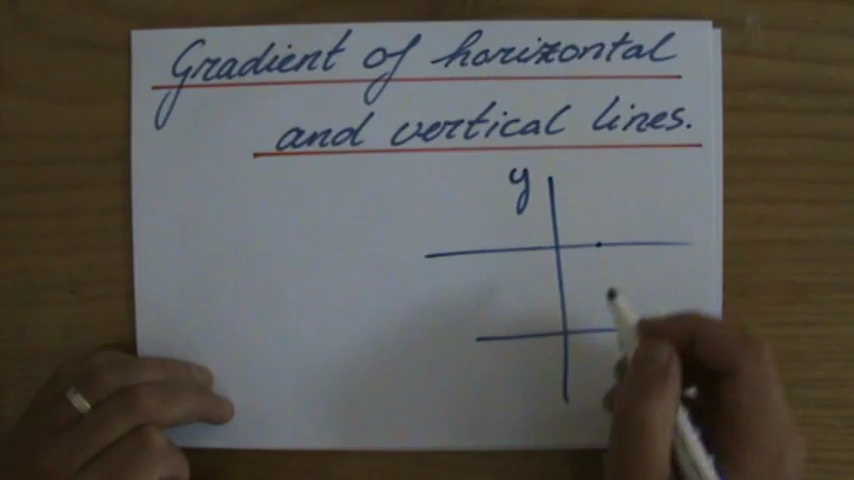 Gradient of horizontal
and vertical lines.
y